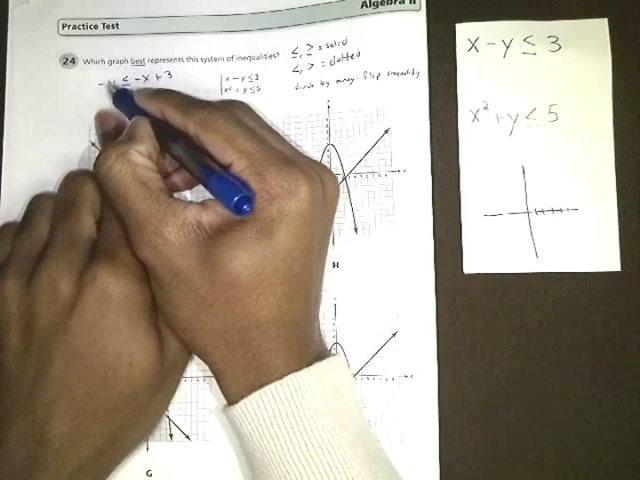 Algebra II
Practice Test
24 Which graph best represents this system of inequalities?
x - y ≤ 3
x² + y ≤ 5
≤, ≥ = solid
<, > = dotted
Divide by any neg. flip inequality
-y ≤ -x + 3
H
G
x - y ≤ 3
x² + y ≤ 5